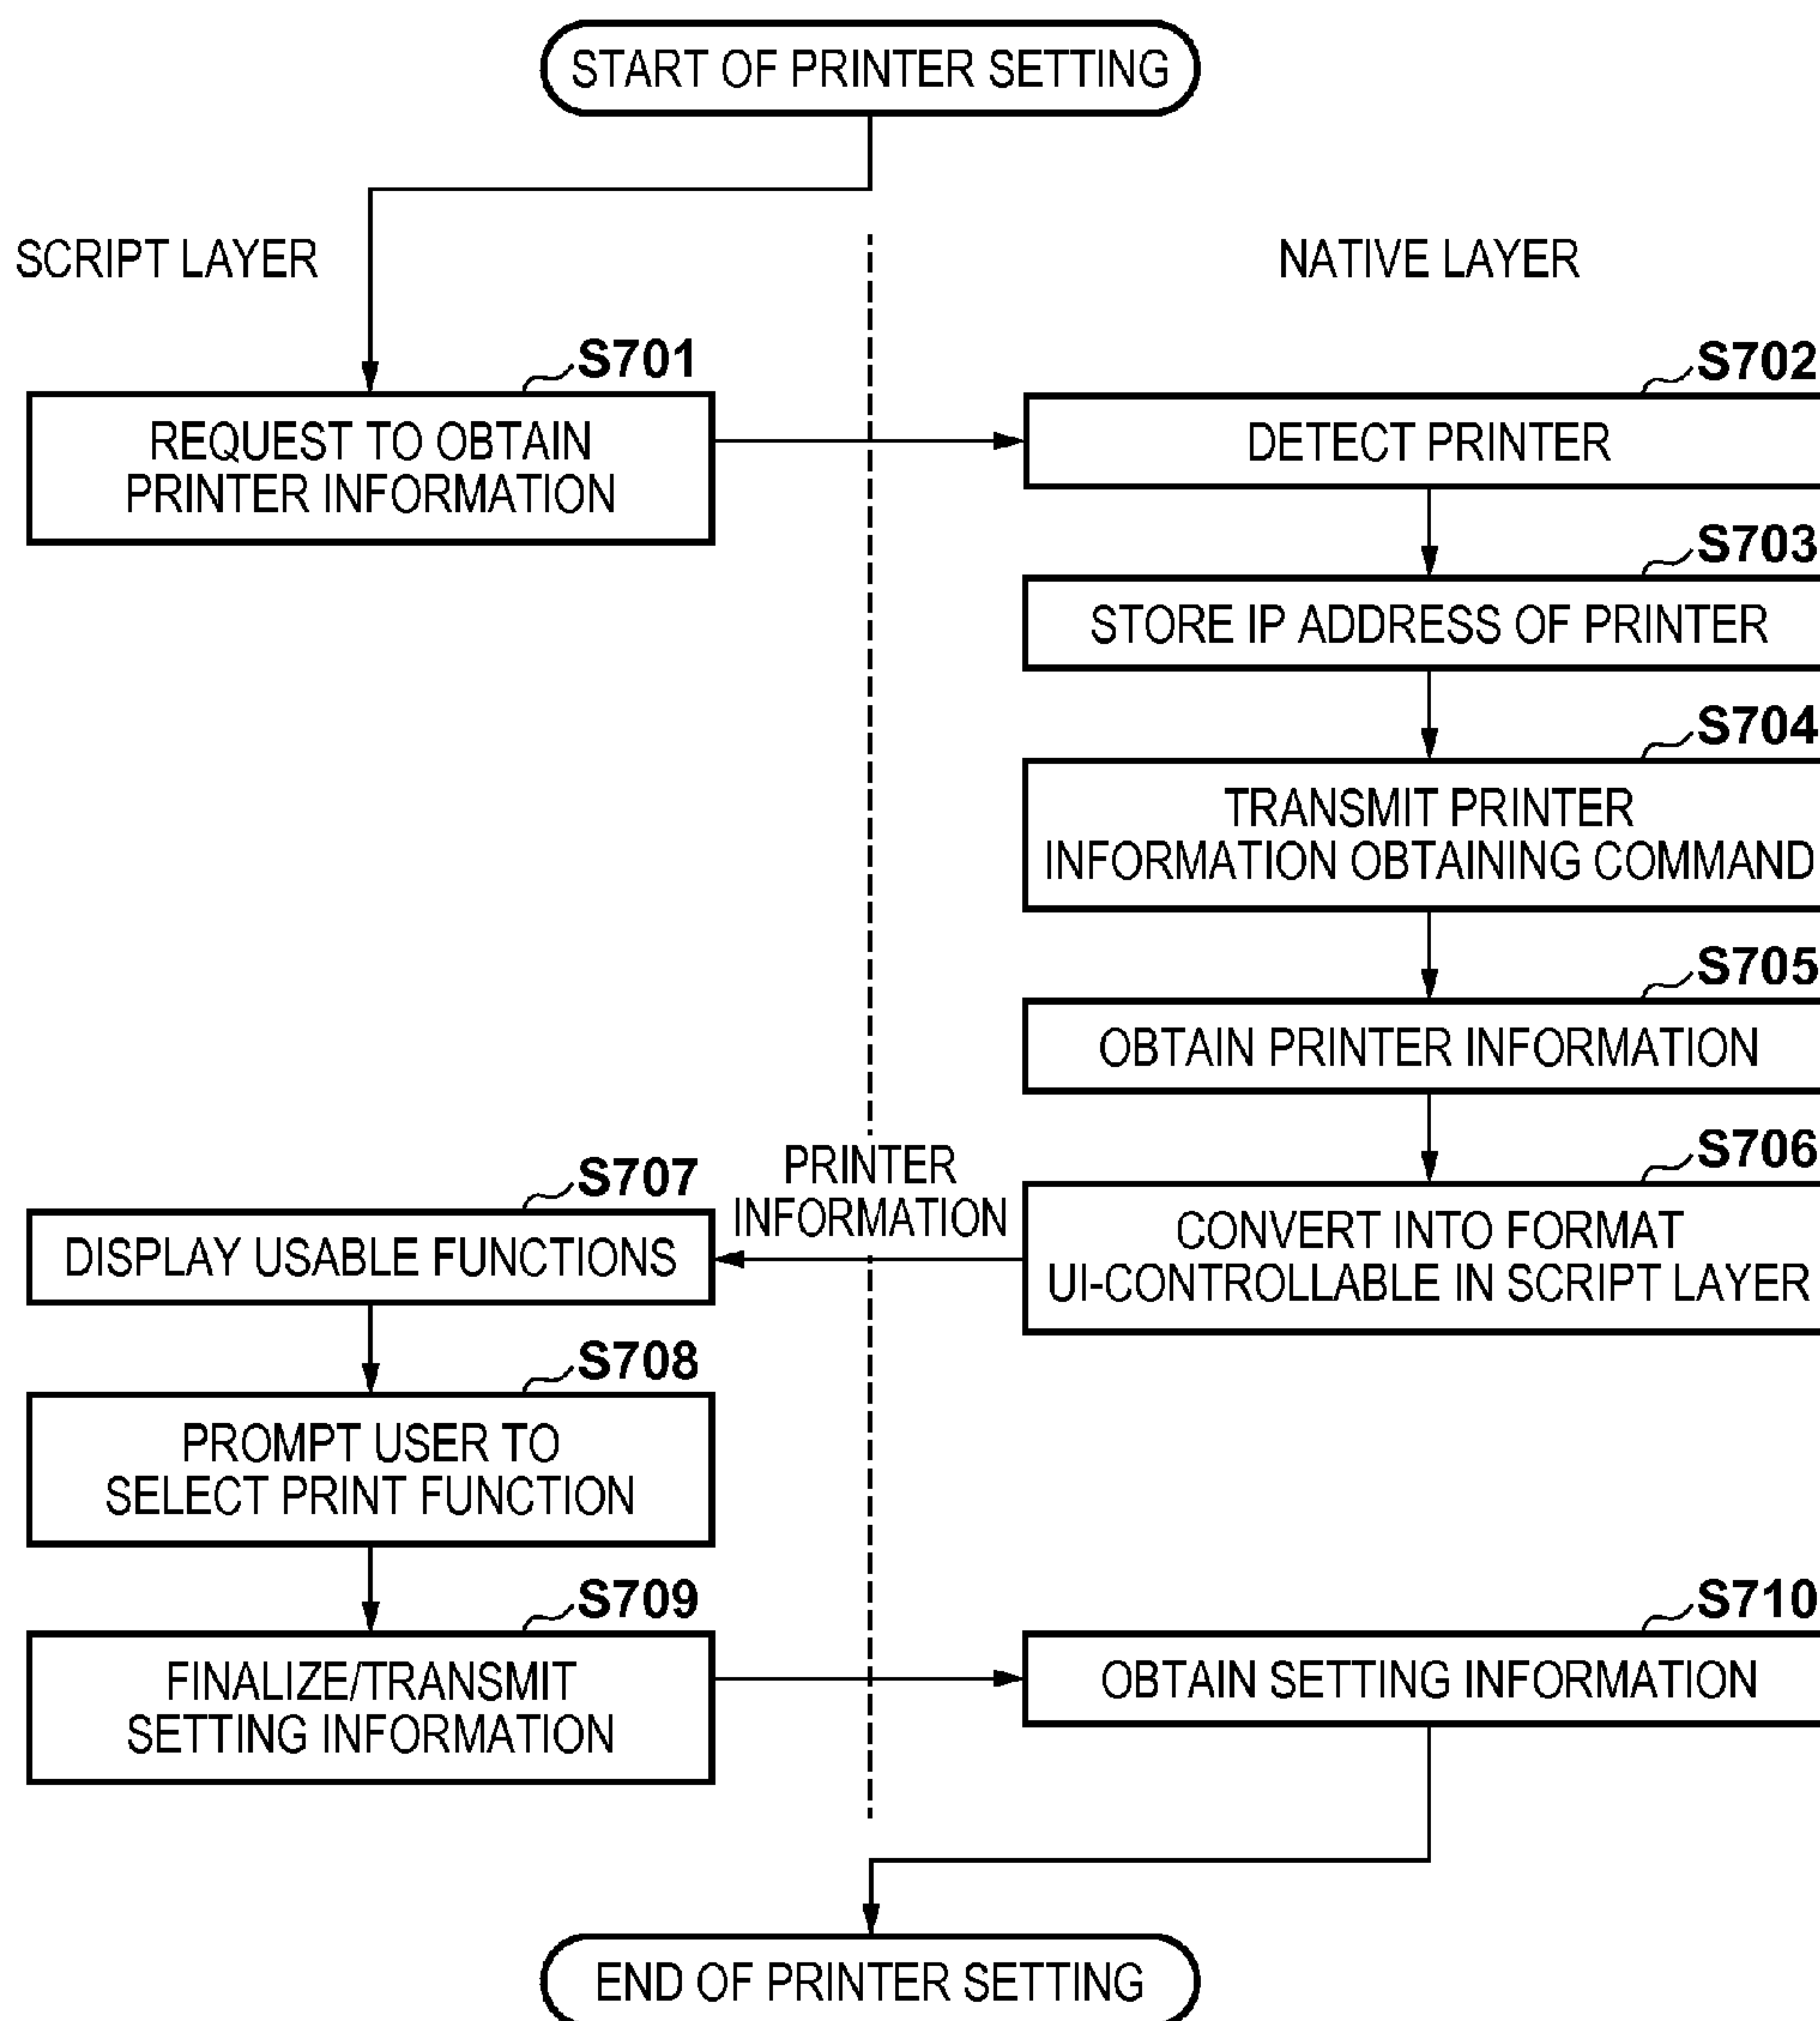 START OF PRINTER SETTING
SCRIPT LAYER
NATIVE LAYER
S701
REQUEST TO OBTAIN
PRINTER INFORMATION
S702
DETECT PRINTER
S703
STORE IP ADDRESS OF PRINTER
S704
TRANSMIT PRINTER
INFORMATION OBTAINING COMMAND
S705
OBTAIN PRINTER INFORMATION
S706
CONVERT INTO FORMAT
UI-CONTROLLABLE IN SCRIPT LAYER
PRINTER
INFORMATION
S707
DISPLAY USABLE FUNCTIONS
S708
PROMPT USER TO
SELECT PRINT FUNCTION
S709
FINALIZE/TRANSMIT
SETTING INFORMATION
S710
OBTAIN SETTING INFORMATION
END OF PRINTER SETTING